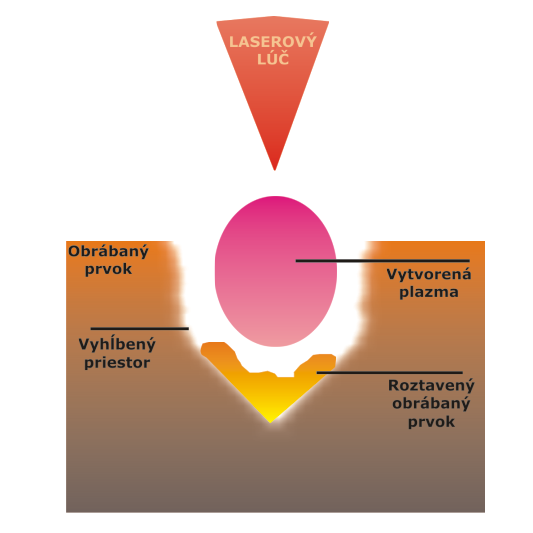 LASEROVÝ
LÚČ
Obrábaný
prvok
Vytvorená
plazma
Vyhĺbený
priestor
Roztavený
obrábaný
prvok